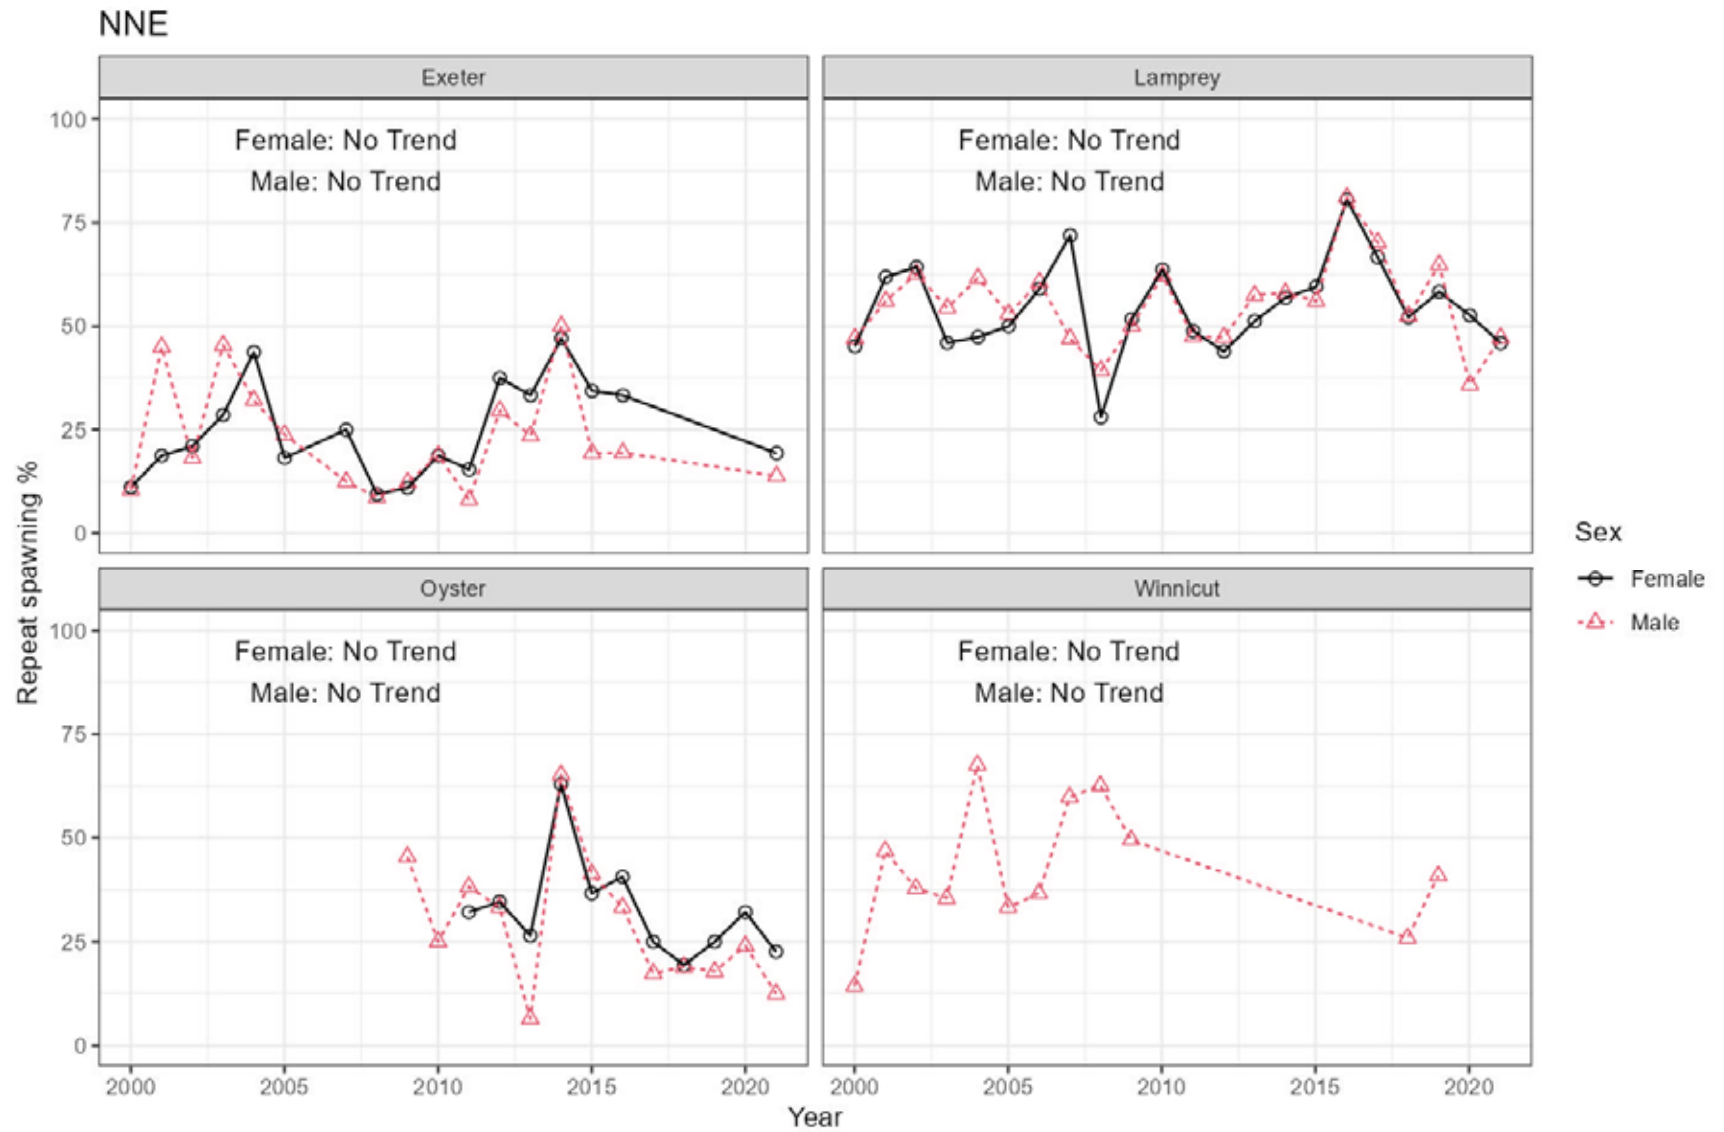 NNE
Exeter
Lamprey
Female: No Trend
Male: No Trend
Female: No Trend
Male: No Trend
100
75
50
25
0
Oyster
Winnicut
Female: No Trend
Male: No Trend
Female: No Trend
Male: No Trend
100
75
50
25
0
2000 2005 2010 2015 2020
2000 2005 2010 2015 2020
Year
Repeat spawning %
Sex
Female
Male